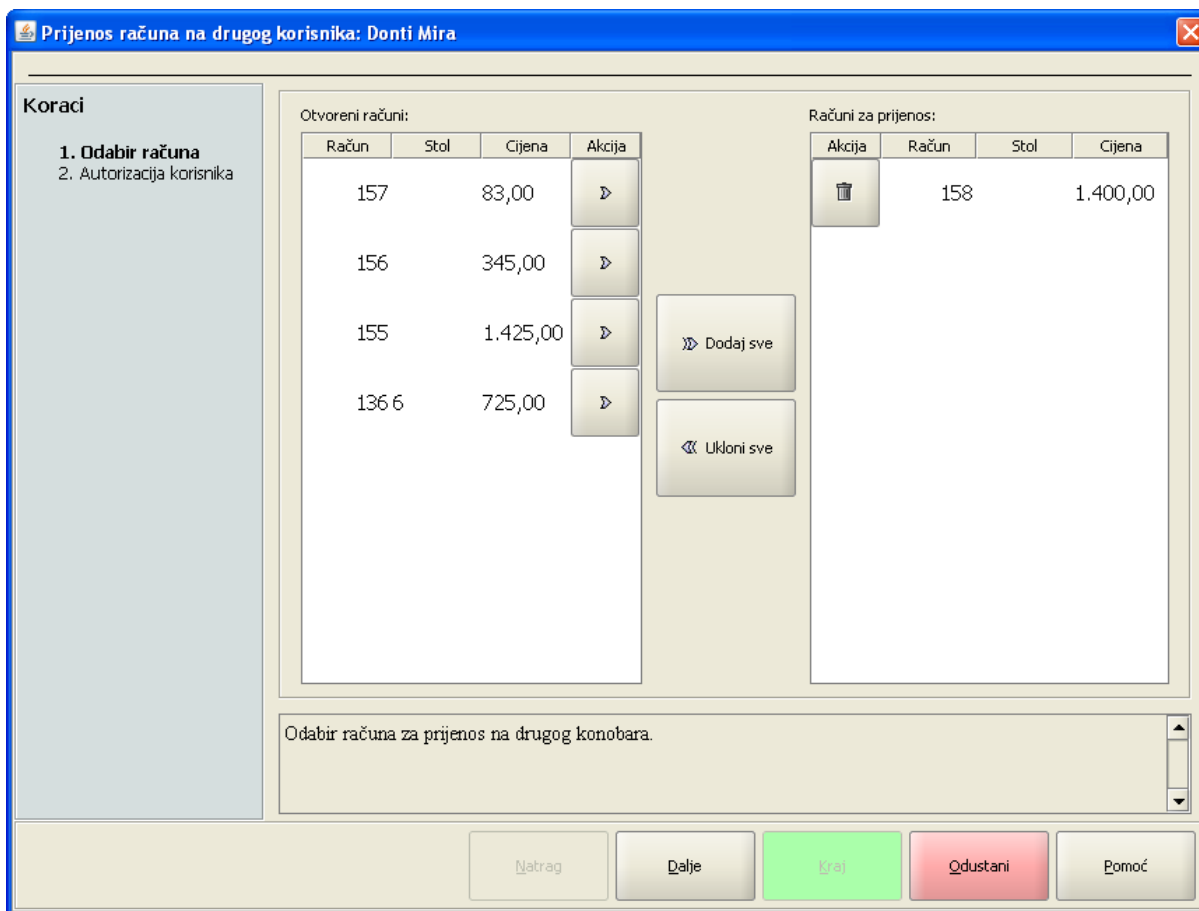 Prijenos računa na drugog korisnika: Donti Mira
Koraci
1. Odabir računa
2. Autorizacija korisnika
Otvoreni računi:
Račun Stol Cijena Akcija
157 83,00
156 345,00
155 1.425,00
136 6 725,00
Dodaj sve
Ukloni sve
Računi za prijenos:
Akcija Račun Stol Cijena
158 1.400,00
Odabir računa za prijenos na drugog konobara.
Natrag Dalje Kraj Odustani Pomoć